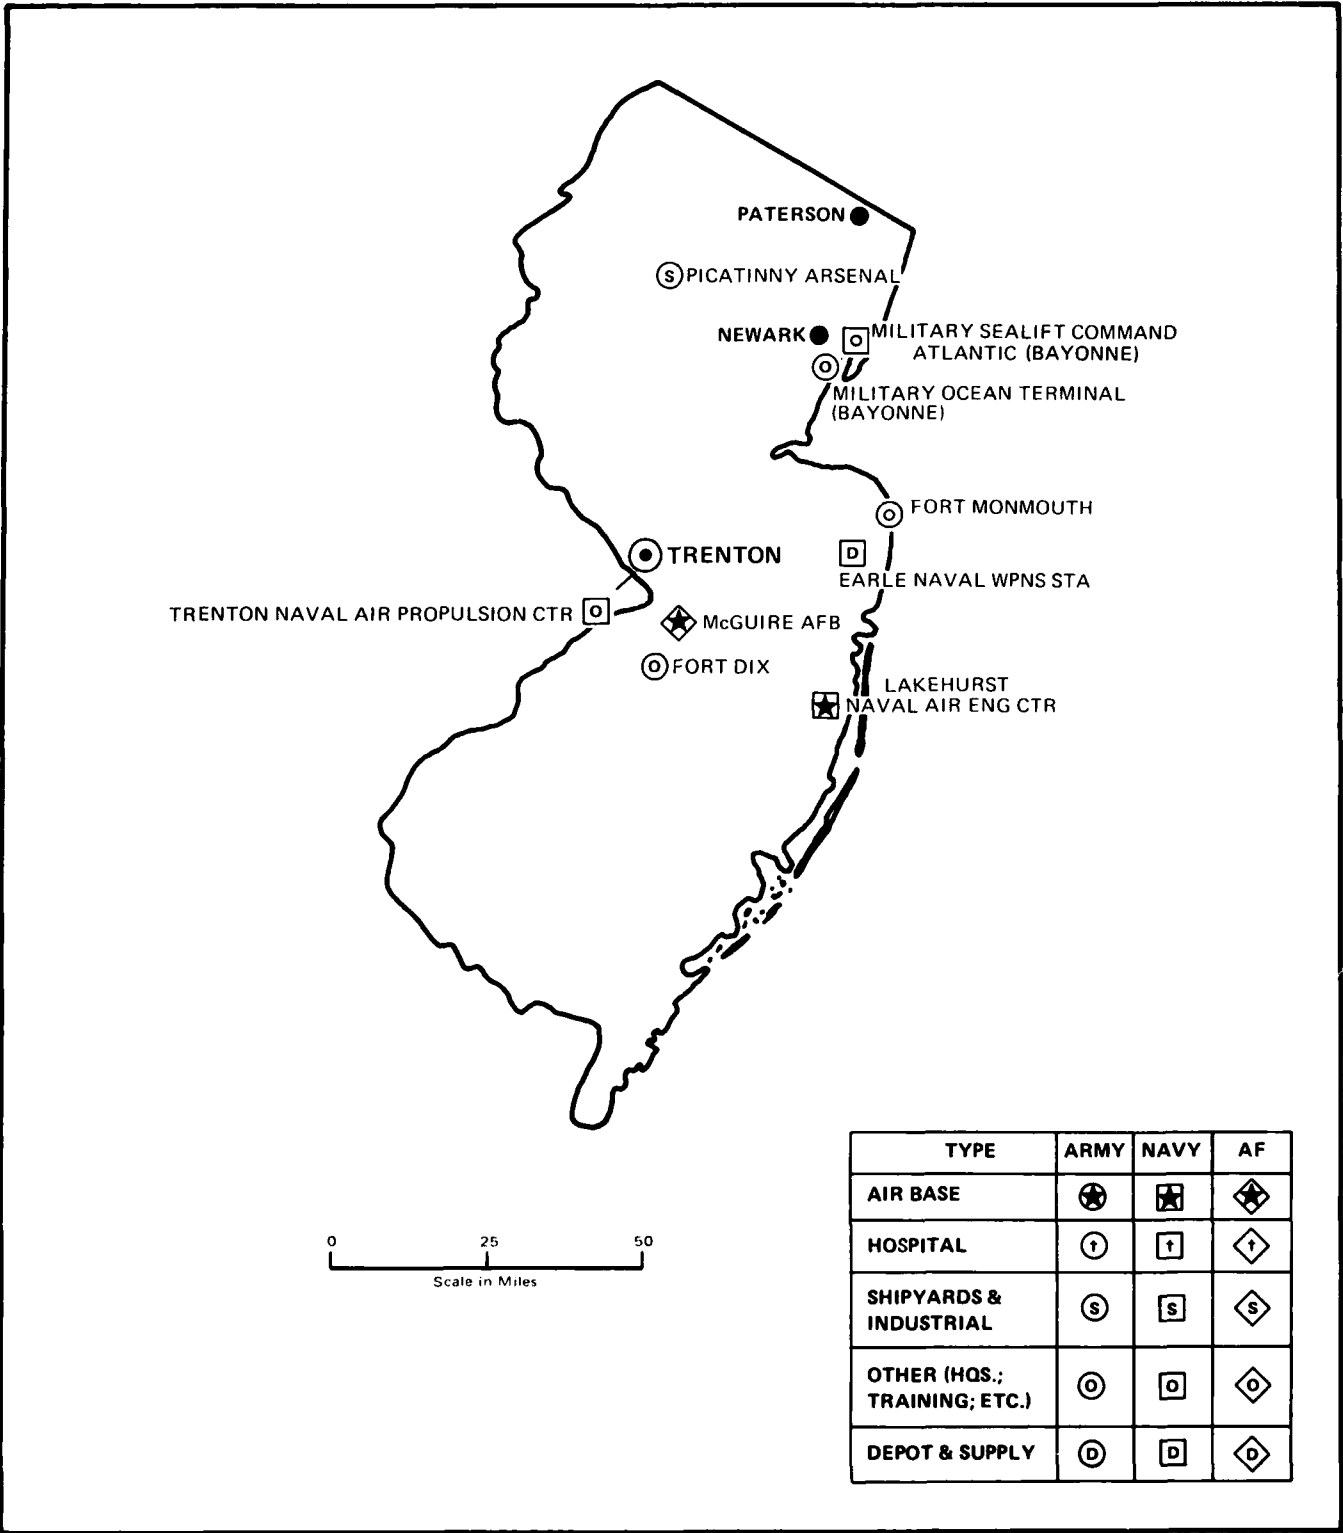 PATERSON
S PICATINNY ARSENAL
NEWARK
O MILITARY SEALIFT COMMAND
ATLANTIC (BAYONNE)
O
MILITARY OCEAN TERMINAL
(BAYONNE)
O FORT MONMOUTH
TRENTON
D
EARLE NAVAL WPNS STA
TRENTON NAVAL AIR PROPULSION CTR O
McGUIRE AFB
O FORT DIX
LAKEHURST
NAVAL AIR ENG CTR
TYPE ARMY NAVY AF
AIR BASE
HOSPITAL
SHIPYARDS &
INDUSTRIAL
S S S
OTHER (HQS.;
TRAINING; ETC.)
O O O
DEPOT & SUPPLY D D D
0 25 50
Scale in Miles